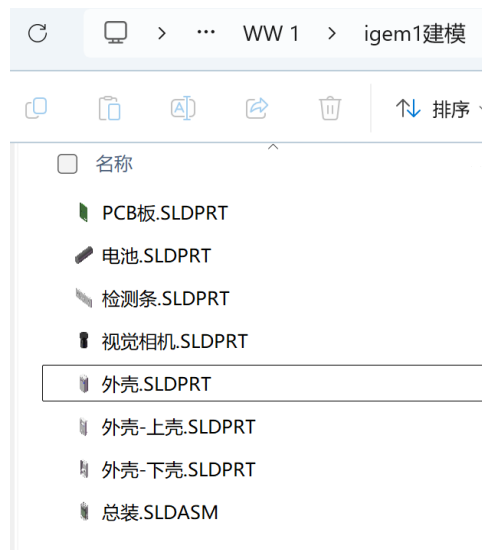 WW 1 > igem1建模
排序
名称
PCB板.SLDPRT
电池.SLDPRT
检测条.SLDPRT
视觉相机.SLDPRT
外壳.SLDPRT
外壳-上壳.SLDPRT
外壳-下壳.SLDPRT
总装.SLDASM